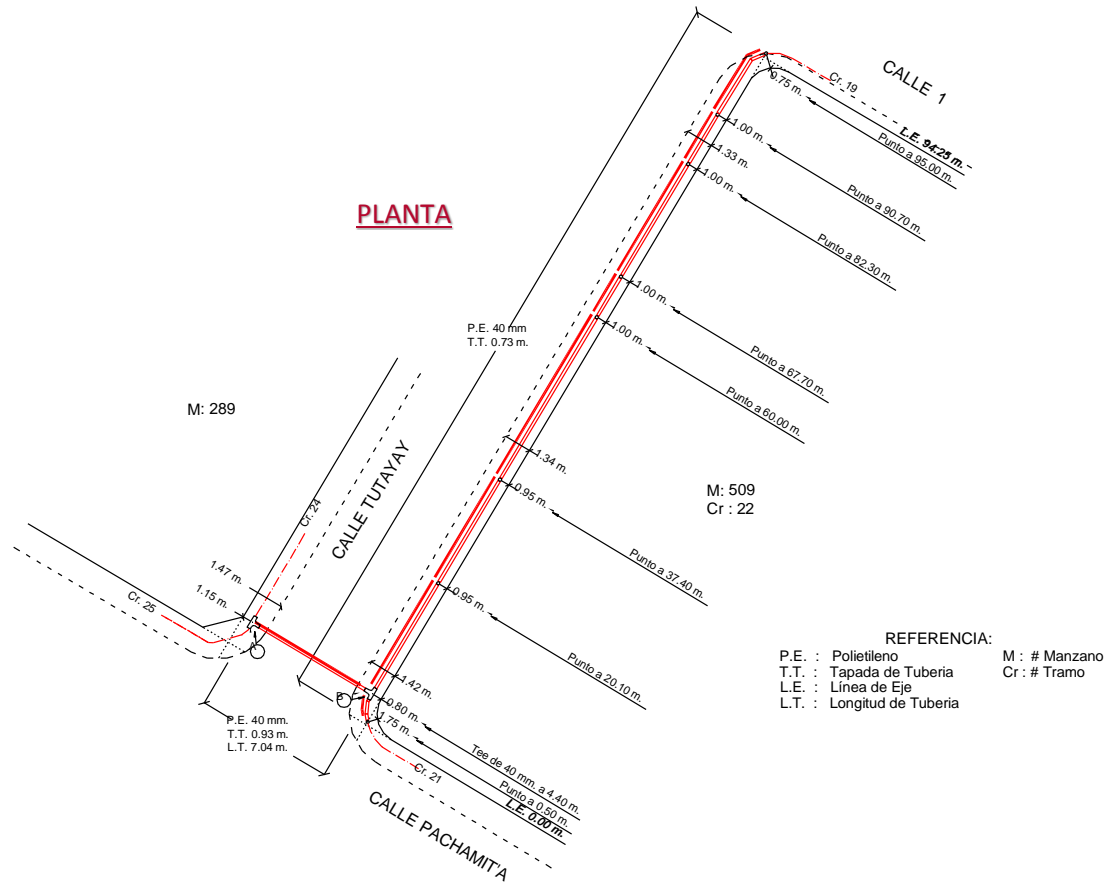 PLANTA
CALLE 1
Cr. 19
L.E. 94.25 m.
0.75 m.
Punto a 95.00 m.
1.00 m.
Punto a 90.70 m.
1.33 m.
1.00 m.
Punto a 82.30 m.
1.00 m.
Punto a 67.70 m.
1.00 m.
Punto a 60.00 m.
P.E. 40 mm
T.T. 0.73 m.
M: 289
CALLE TUTAYAY
Cr. 24
1.34 m.
0.95 m.
Punto a 37.40 m.
M: 509
Cr : 22
0.95 m.
Punto a 20.10 m.
1.47 m.
1.15 m.
Cr. 25
A
B
1.42 m.
0.80 m.
Tee de 40 mm. a 4.40 m.
1.75 m.
Punto a 0.50 m.
L.E. 0.00 m.
P.E. 40 mm.
T.T. 0.93 m.
L.T. 7.04 m.
Cr. 21
CALLE PACHAMIT'A
REFERENCIA:
P.E. : Polietileno M : # Manzano
T.T. : Tapada de Tuberia Cr : # Tramo
L.E. : Línea de Eje
L.T. : Longitud de Tuberia